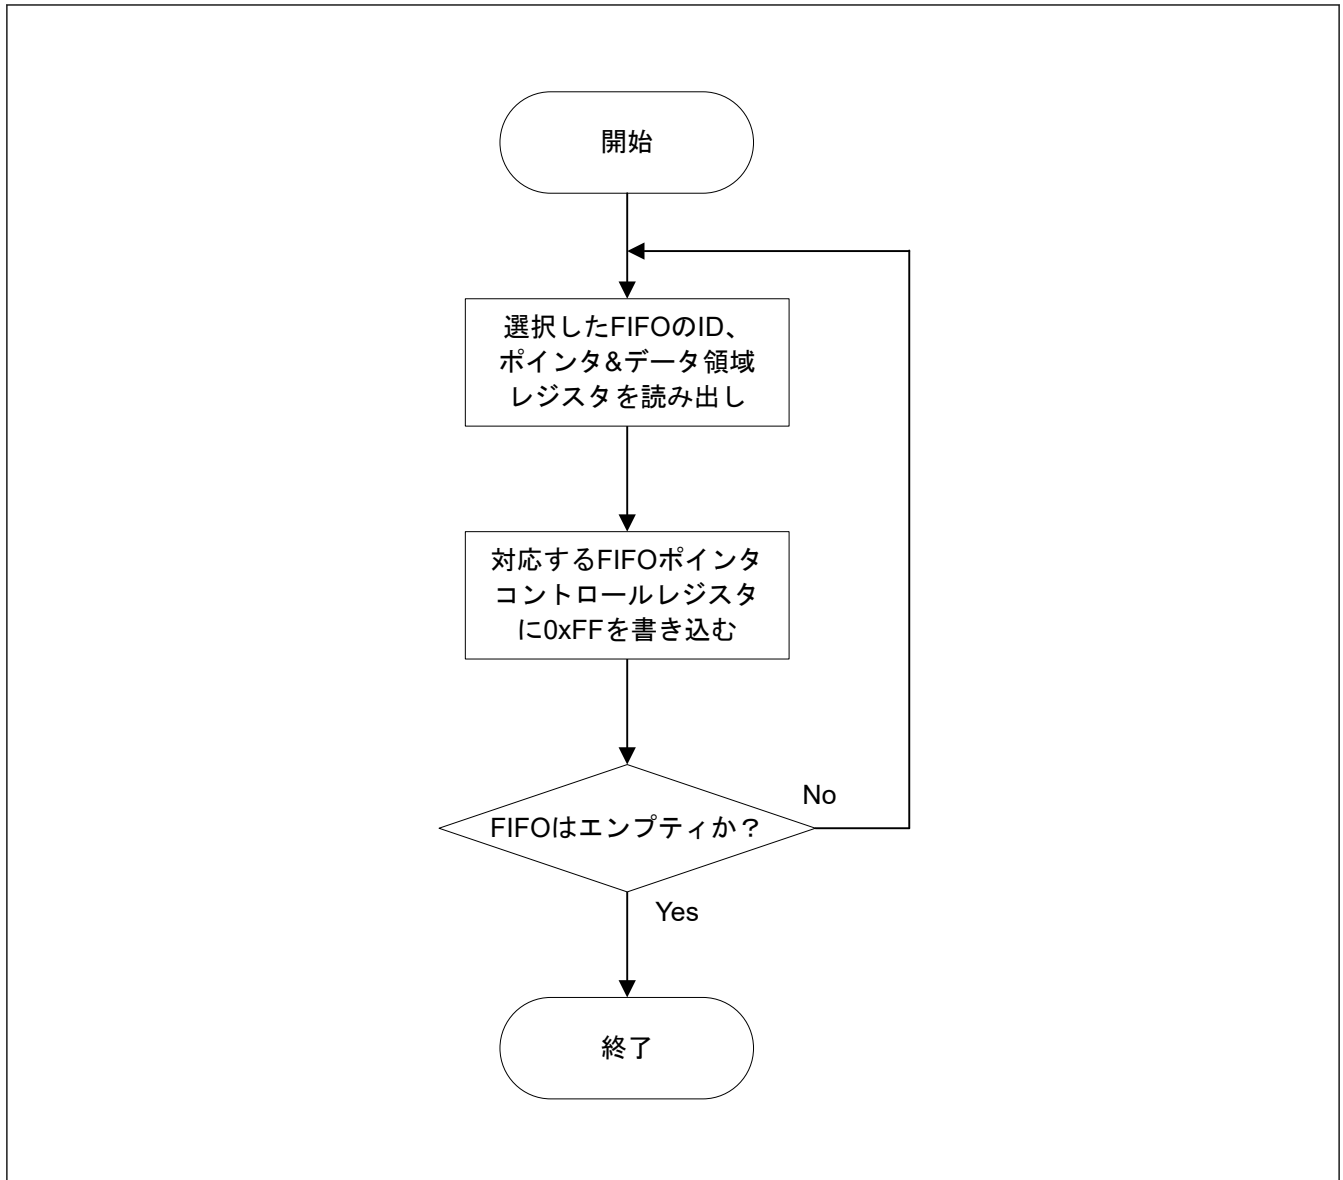 開始
選択したFIFOのID、
ポインタ&データ領域
レジスタを読み出し
対応するFIFOポインタ
コントロールレジスタ
に0xFFを書き込む
No
FIFOはエンプティか？
Yes
終了